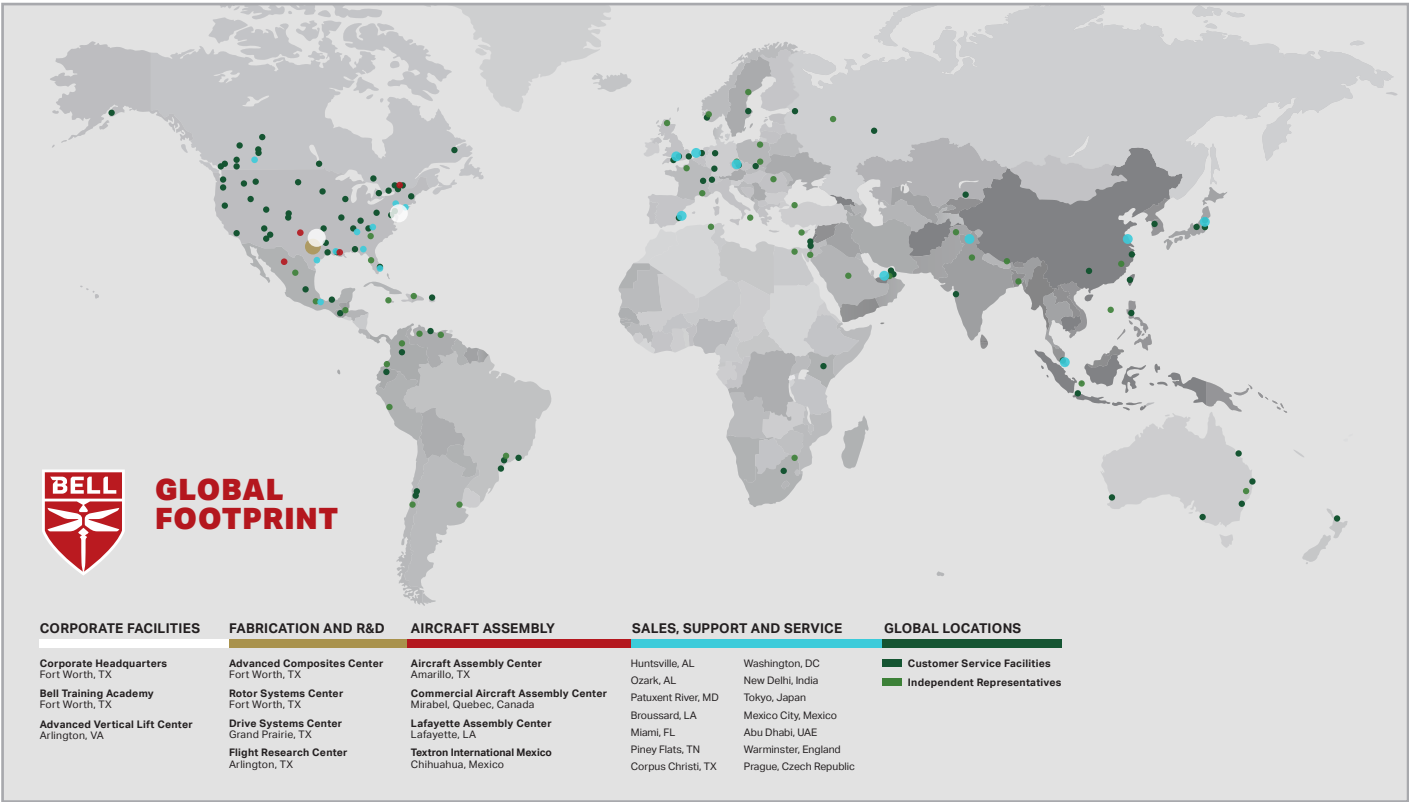 BELL
GLOBAL
FOOTPRINT
CORPORATE FACILITIES
Corporate Headquarters
Fort Worth, TX
Bell Training Academy
Fort Worth, TX
Advanced Vertical Lift Center
Arlington, VA
FABRICATION AND R&D
Advanced Composites Center
Fort Worth, TX
Rotor Systems Center
Fort Worth, TX
Drive Systems Center
Grand Prairie, TX
Flight Research Center
Arlington, TX
AIRCRAFT ASSEMBLY
Aircraft Assembly Center
Amarillo, TX
Commercial Aircraft Assembly Center
Mirabel, Quebec, Canada
Lafayette Assembly Center
Lafayette, LA
Textron International Mexico
Chihuahua, Mexico
SALES, SUPPORT AND SERVICE
Huntsville, AL
Ozark, AL
Patuxent River, MD
Broussard, LA
Miami, FL
Piney Flats, TN
Corpus Christi, TX
Washington, DC
New Delhi, India
Tokyo, Japan
Mexico City, Mexico
Abu Dhabi, UAE
Warminster, England
Prague, Czech Republic
GLOBAL LOCATIONS
Customer Service Facilities
Independent Representatives